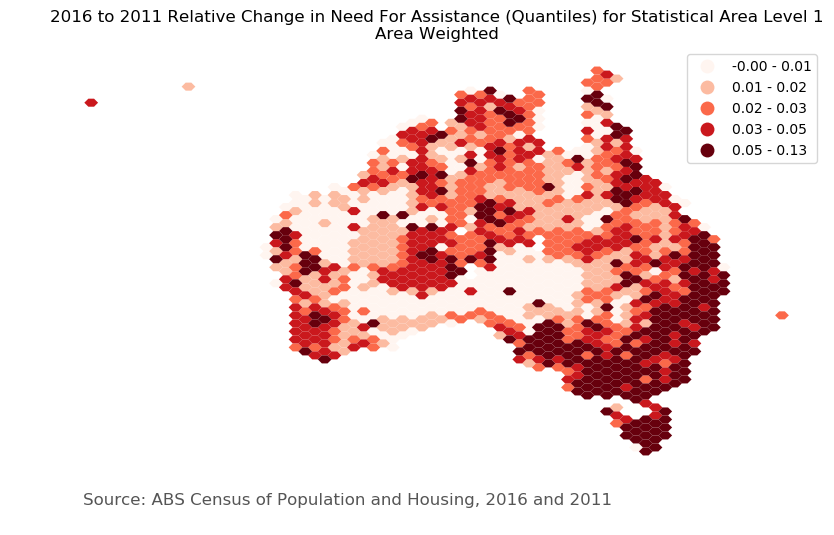 2016 to 2011 Relative Change in Need For Assistance (Quantiles) for Statistical Area Level 1
Area Weighted
-0.00 - 0.01
0.01 - 0.02
0.02 - 0.03
0.03 - 0.05
0.05 - 0.13
Source: ABS Census of Population and Housing, 2016 and 2011